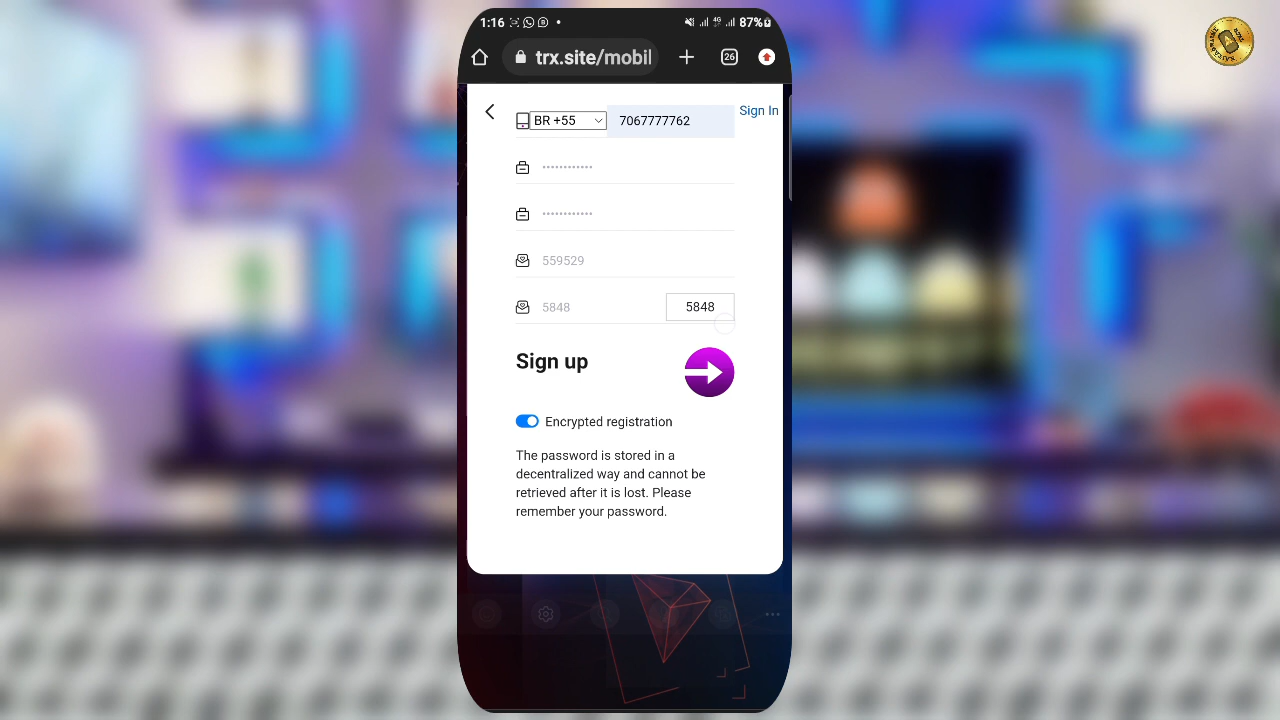 1:16
4G
87%
trx.site/mobil
26
BR +55
7067777762
Sign In
••••••••••••
••••••••••••
559529
5848
5848
Sign up
Encrypted registration
The password is stored in a
decentralized way and cannot be
retrieved after it is lost. Please
remember your password.